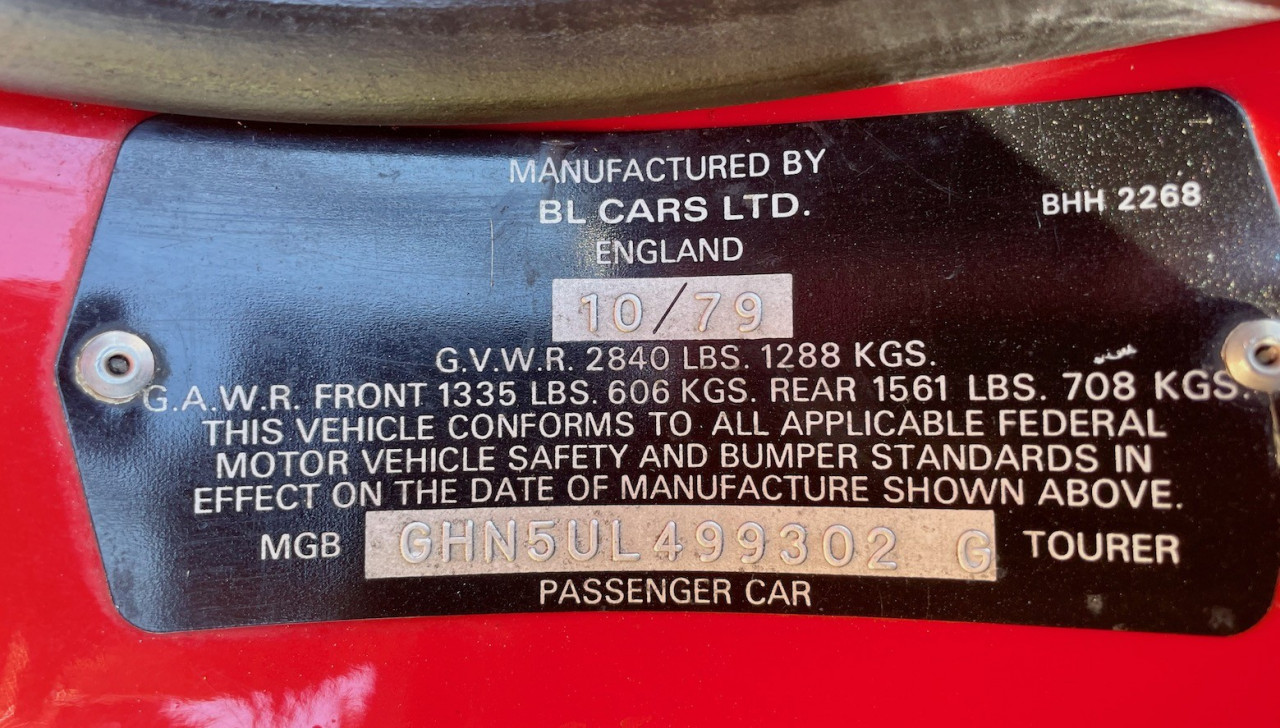 MANUFACTURED BY
BL CARS LTD.
BHH 2268
ENGLAND
10/79
G.V.W.R. 2840 LBS. 1288 KGS.
G.A.W.R. FRONT 1335 LBS. 606 KGS. REAR 1561 LBS. 708 KGS.
THIS VEHICLE CONFORMS TO ALL APPLICABLE FEDERAL
MOTOR VEHICLE SAFETY AND BUMPER STANDARDS IN
EFFECT ON THE DATE OF MANUFACTURE SHOWN ABOVE.
MGB GHN5UL499302 G TOURER
PASSENGER CAR